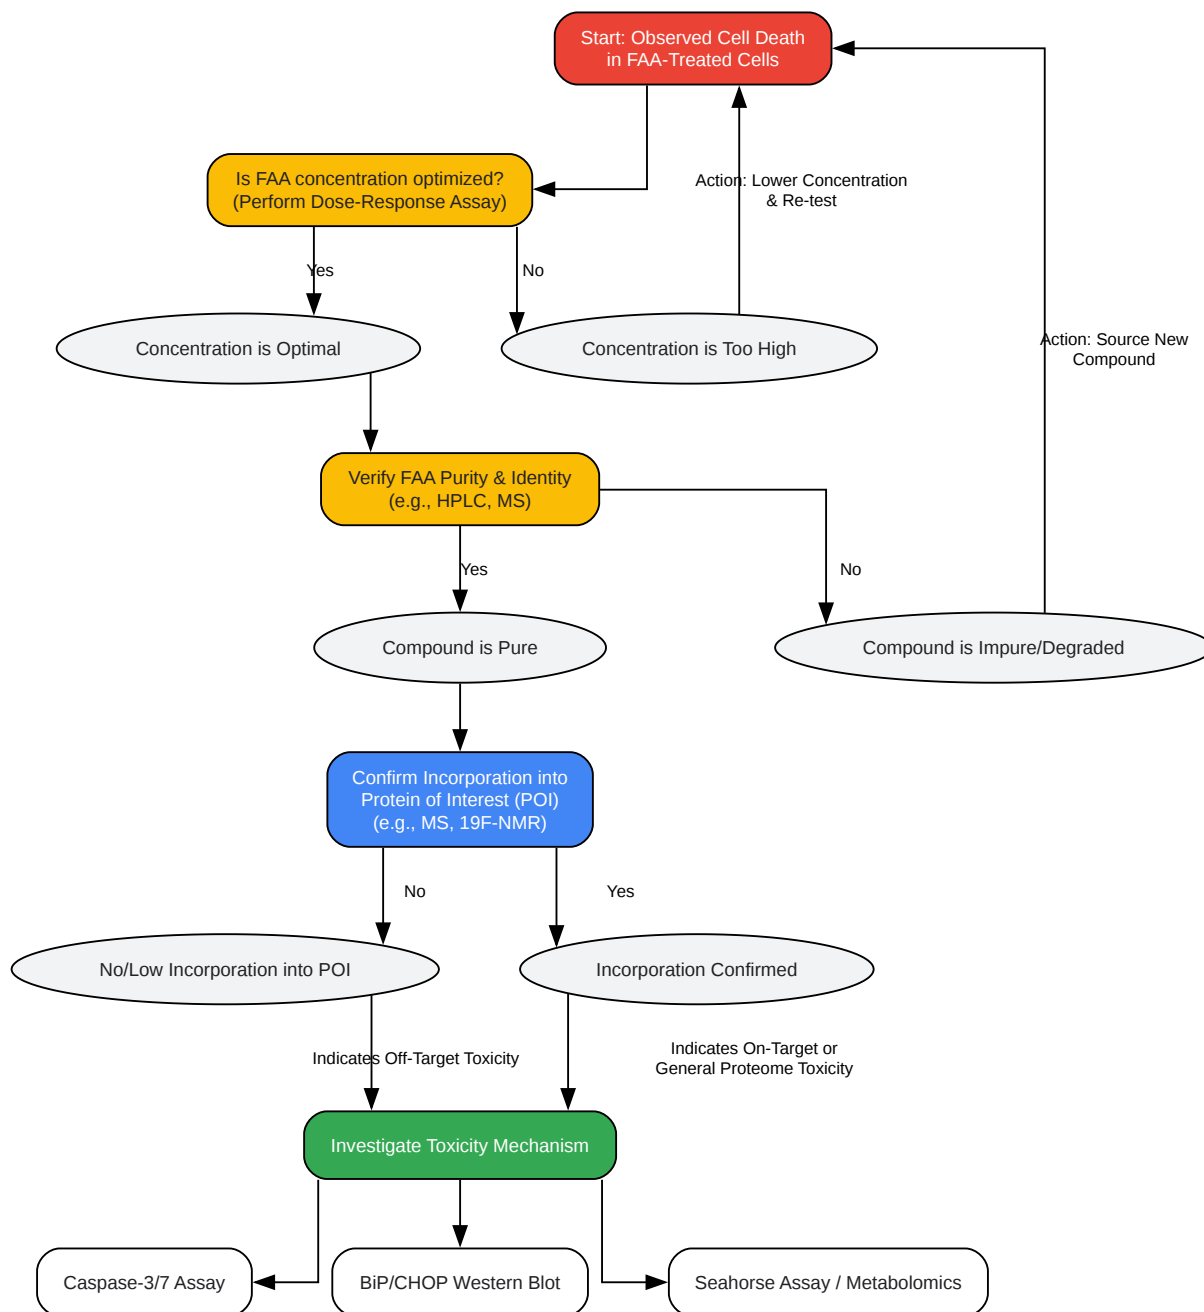 Start: Observed Cell Death
in FAA-Treated Cells
Is FAA concentration optimized?
(Perform Dose-Response Assay)
Action: Lower Concentration
& Re-test
Yes
No
Concentration is Optimal
Concentration is Too High
Action: Source New
Compound
Verify FAA Purity & Identity
(e.g., HPLC, MS)
Yes
No
Compound is Pure
Compound is Impure/Degraded
Confirm Incorporation into
Protein of Interest (POI)
(e.g., MS, 19F-NMR)
No
Yes
No/Low Incorporation into POI
Incorporation Confirmed
Indicates Off-Target Toxicity
Indicates On-Target or
General Proteome Toxicity
Investigate Toxicity Mechanism
Caspase-3/7 Assay
BiP/CHOP Western Blot
Seahorse Assay / Metabolomics